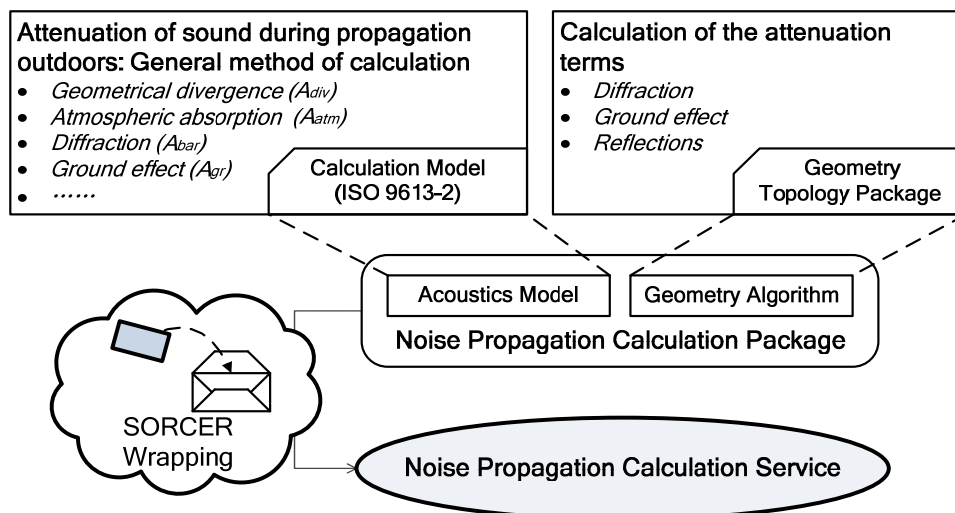 Attenuation of sound during propagation
outdoors: General method of calculation
• Geometrical divergence (Adiv)
• Atmospheric absorption (Aatm)
• Diffraction (Abar)
• Ground effect (Agr)
• ......
Calculation Model
(ISO 9613-2)
Calculation of the attenuation
terms
• Diffraction
• Ground effect
• Reflections
Geometry
Topology Package
Acoustics Model
Geometry Algorithm
Noise Propagation Calculation Package
SORCER
Wrapping
Noise Propagation Calculation Service